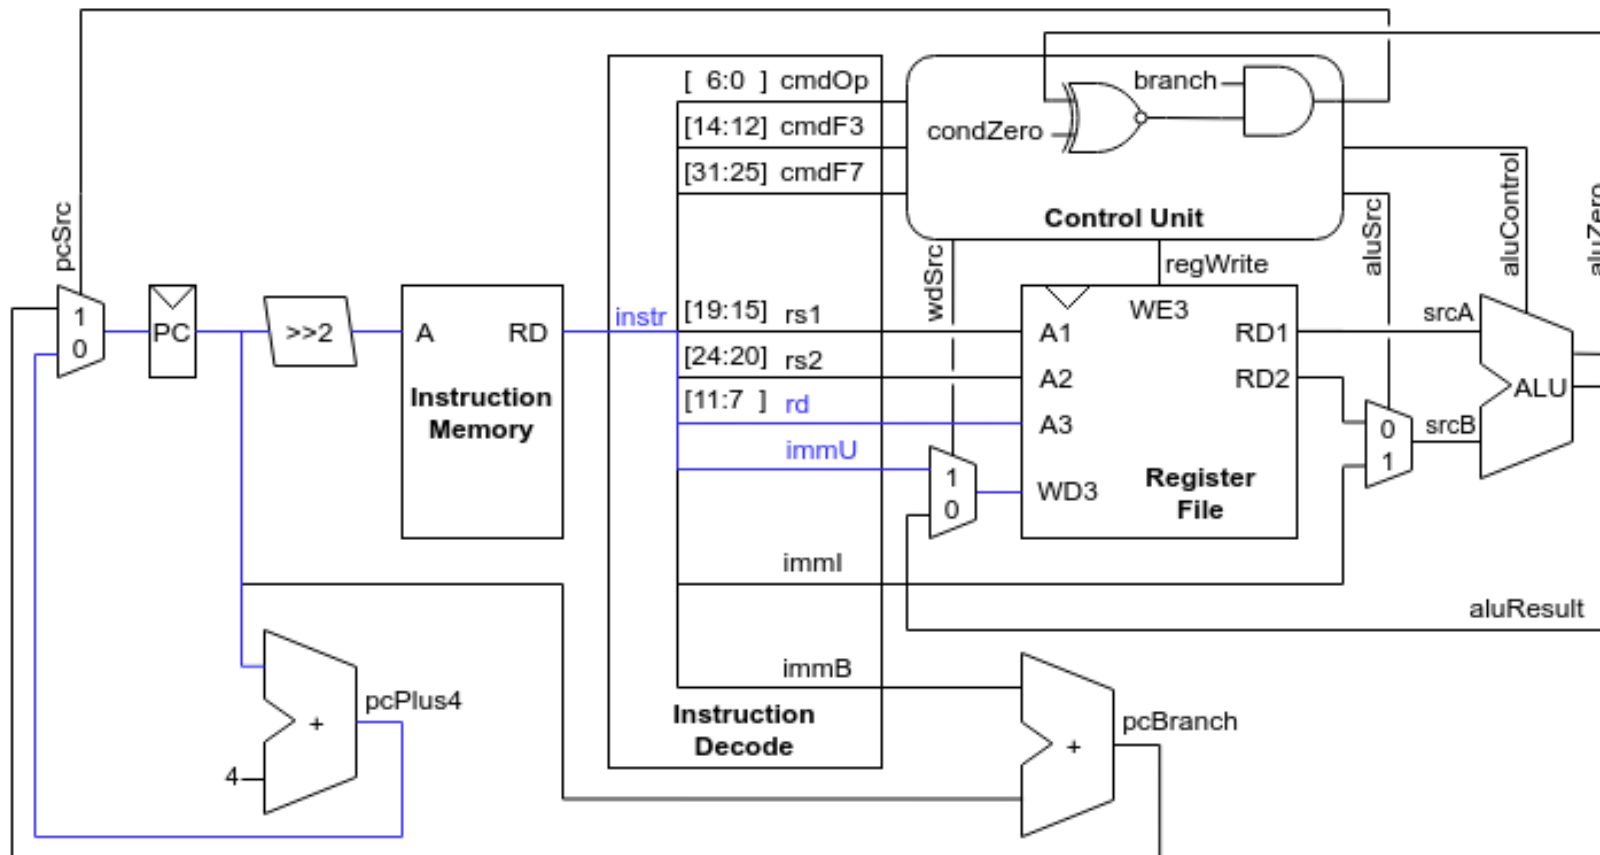 [ 6:0 ] cmdOp
branch
[14:12] cmdF3
condZero
[31:25] cmdF7
Control Unit
pcSrc
wdSrc
regWrite
aluSrc
aluControl
aluZero
1
0
PC
>>2
A RD
Instruction
Memory
instr
[19:15] rs1
[24:20] rs2
[11:7 ] rd
immU
1
0
WE3
A1 RD1
A2 RD2
A3
WD3
Register
File
srcA
srcB
0
1
ALU
immI
aluResult
immB
Instruction
Decode
pcPlus4
+
4
pcBranch
+